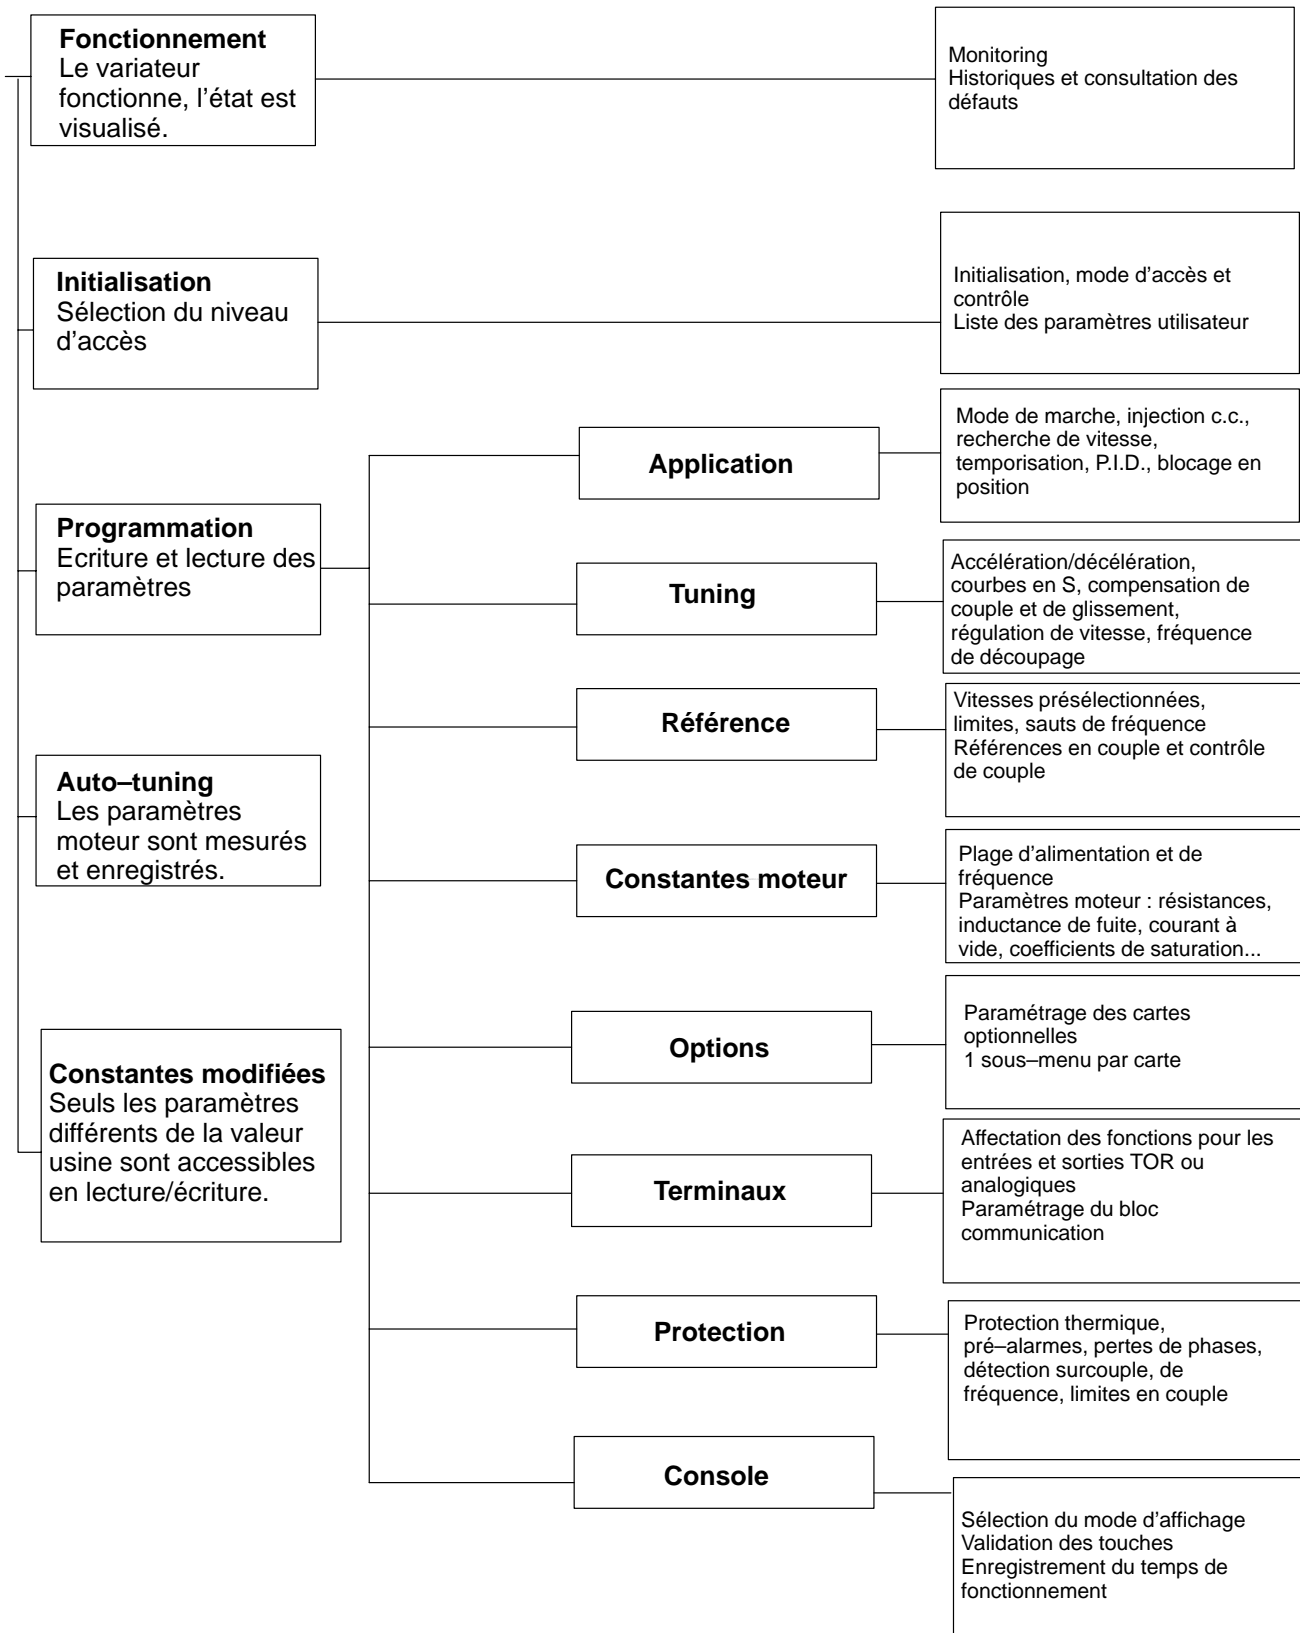 Fonctionnement
Le variateur
fonctionne, l’état est
visualisé.
Monitoring
Historiques et consultation des
défauts
Initialisation
Sélection du niveau
d’accès
Initialisation, mode d’accès et
contrôle
Liste des paramètres utilisateur
Programmation
Ecriture et lecture des
paramètres
Application
Mode de marche, injection c.c.,
recherche de vitesse,
temporisation, P.I.D., blocage en
position
Tuning
Accélération/décélération,
courbes en S, compensation de
couple et de glissement,
régulation de vitesse, fréquence
de découpage
Référence
Vitesses présélectionnées,
limites, sauts de fréquence
Références en couple et contrôle
de couple
Auto–tuning
Les paramètres
moteur sont mesurés
et enregistrés.
Constantes moteur
Plage d’alimentation et de
fréquence
Paramètres moteur : résistances,
inductance de fuite, courant à
vide, coefficients de saturation...
Options
Paramétrage des cartes
optionnelles
1 sous–menu par carte
Constantes modifiées
Seuls les paramètres
différents de la valeur
usine sont accessibles
en lecture/écriture.
Terminaux
Affectation des fonctions pour les
entrées et sorties TOR ou
analogiques
Paramétrage du bloc
communication
Protection
Protection thermique,
pré–alarmes, pertes de phases,
détection surcouple, de
fréquence, limites en couple
Console
Sélection du mode d’affichage
Validation des touches
Enregistrement du temps de
fonctionnement